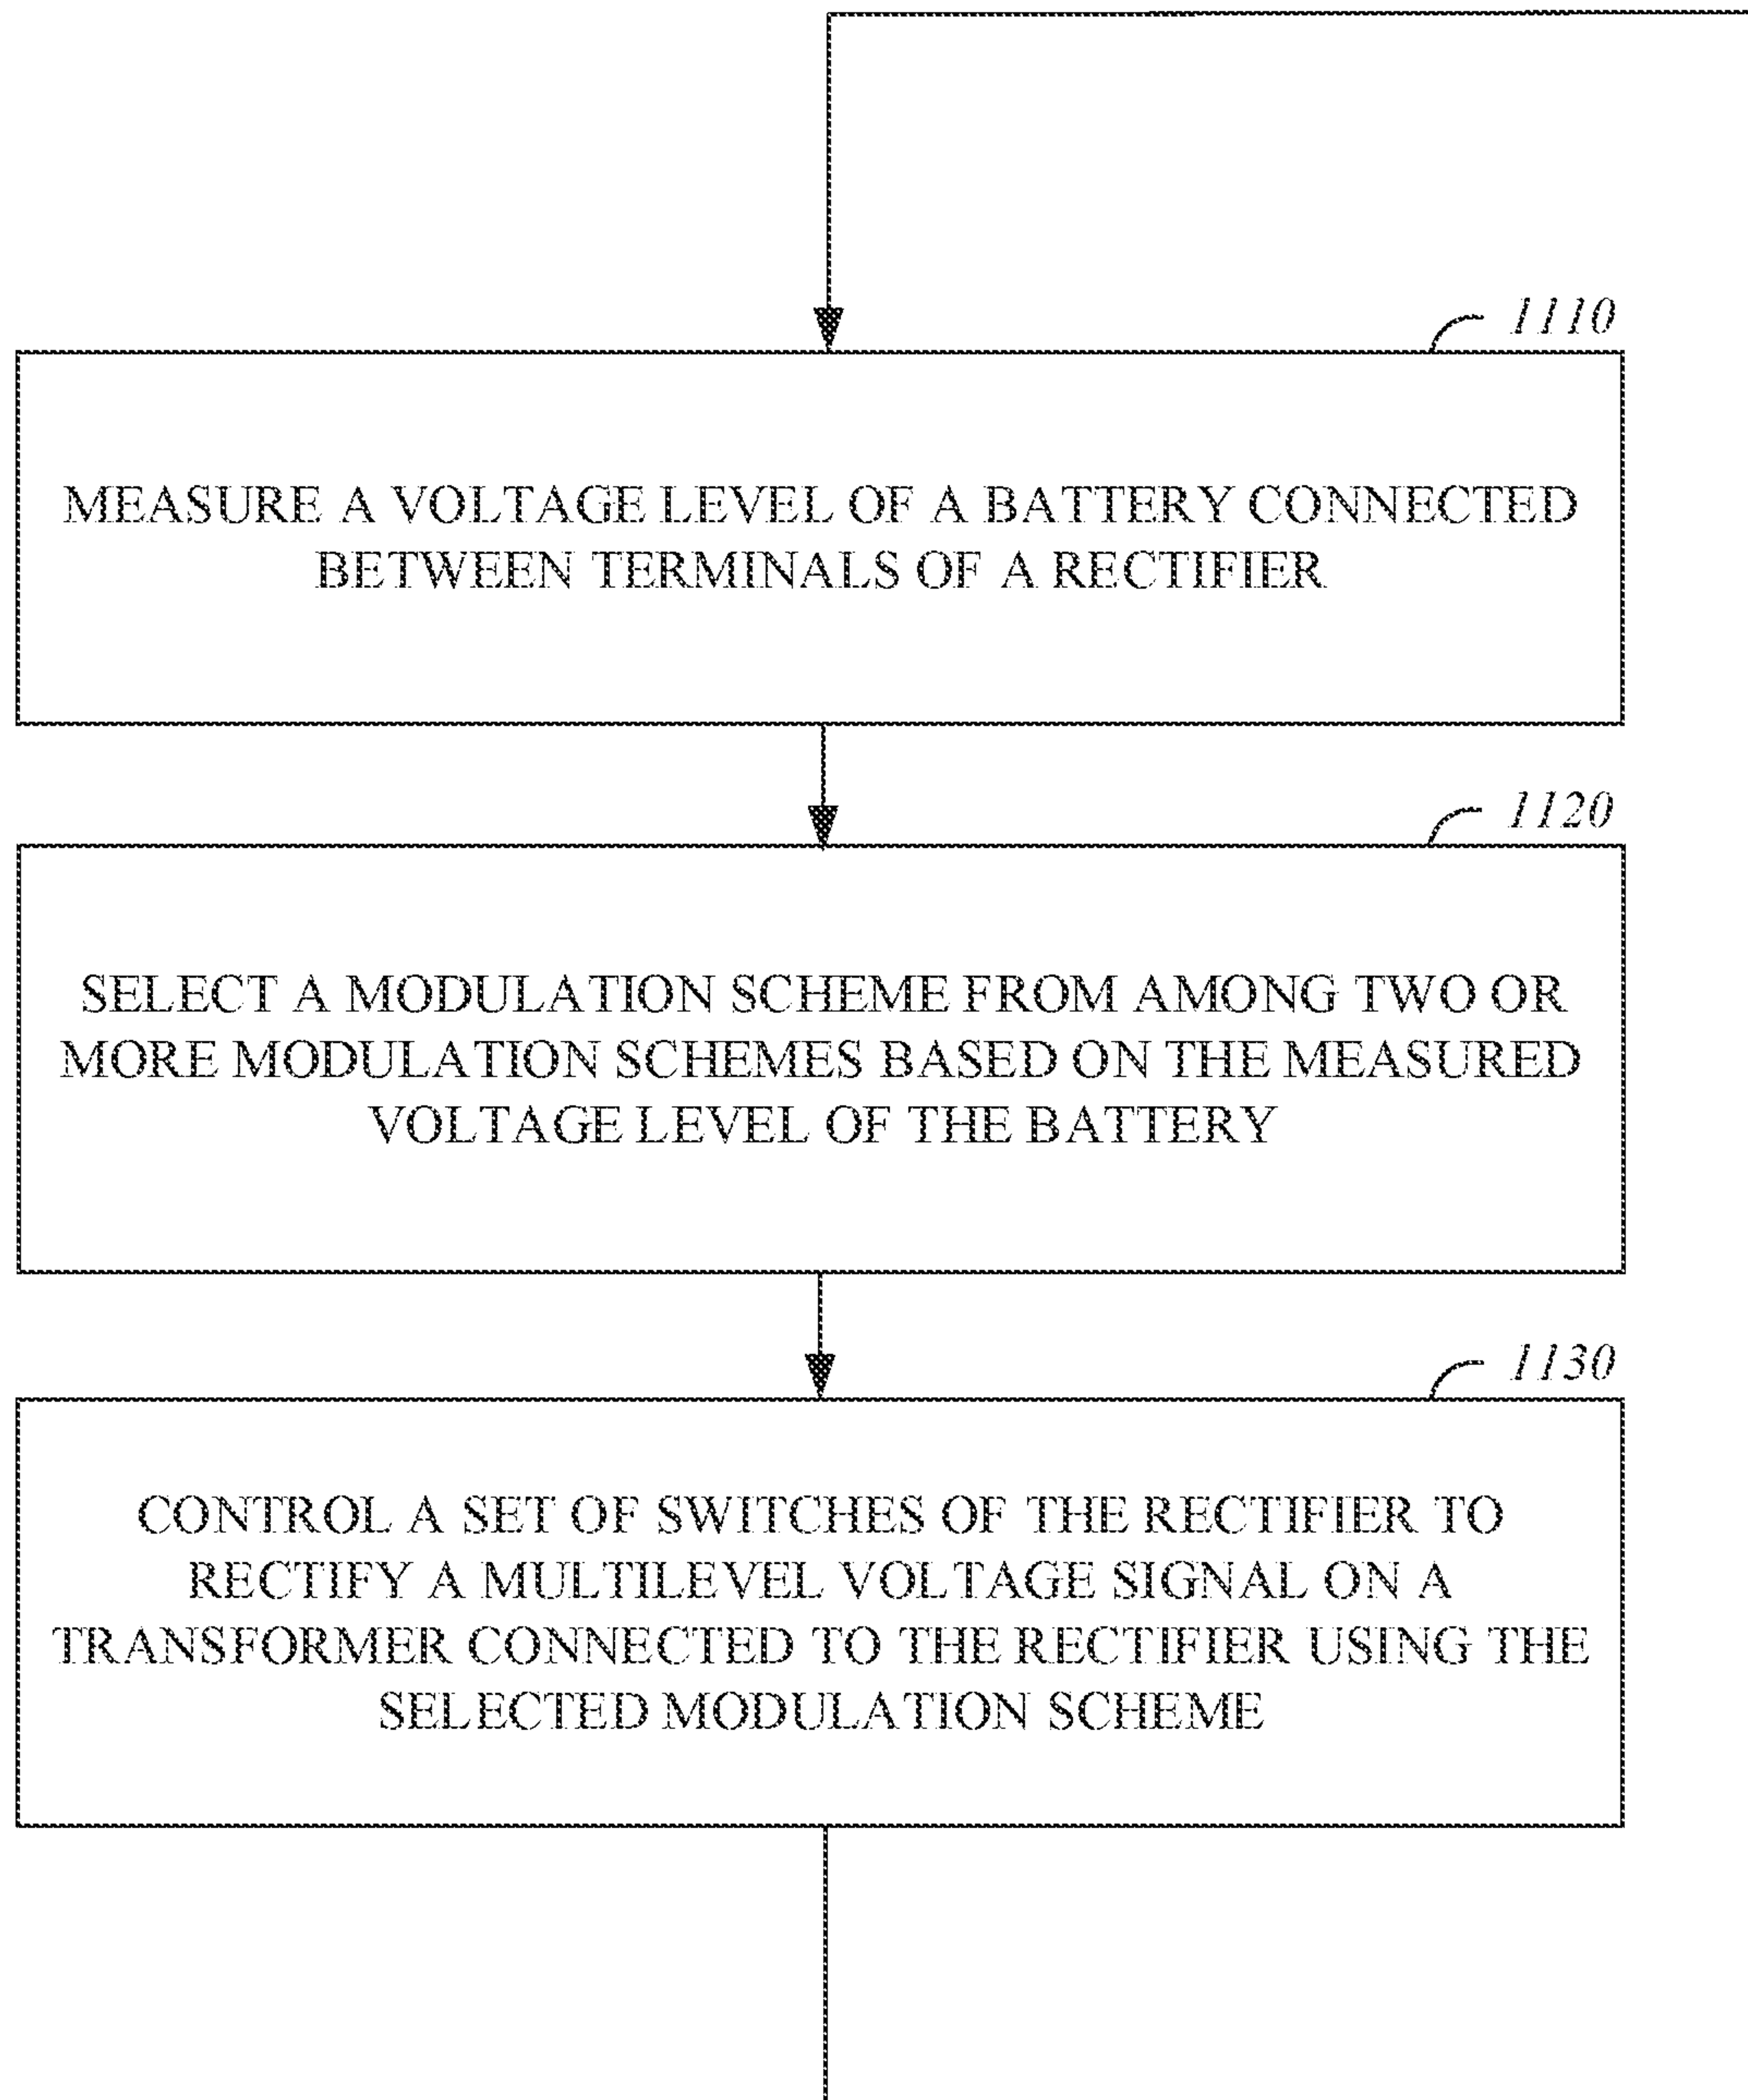 1110
MEASURE A VOLTAGE LEVEL OF A BATTERY CONNECTED
BETWEEN TERMINALS OF A RECTIFIER
1120
SELECT A MODULATION SCHEME FROM AMONG TWO OR
MORE MODULATION SCHEMES BASED ON THE MEASURED
VOLTAGE LEVEL OF THE BATTERY
1130
CONTROL A SET OF SWITCHES OF THE RECTIFIER TO
RECTIFY A MULTILEVEL VOLTAGE SIGNAL ON A
TRANSFORMER CONNECTED TO THE RECTIFIER USING THE
SELECTED MODULATION SCHEME